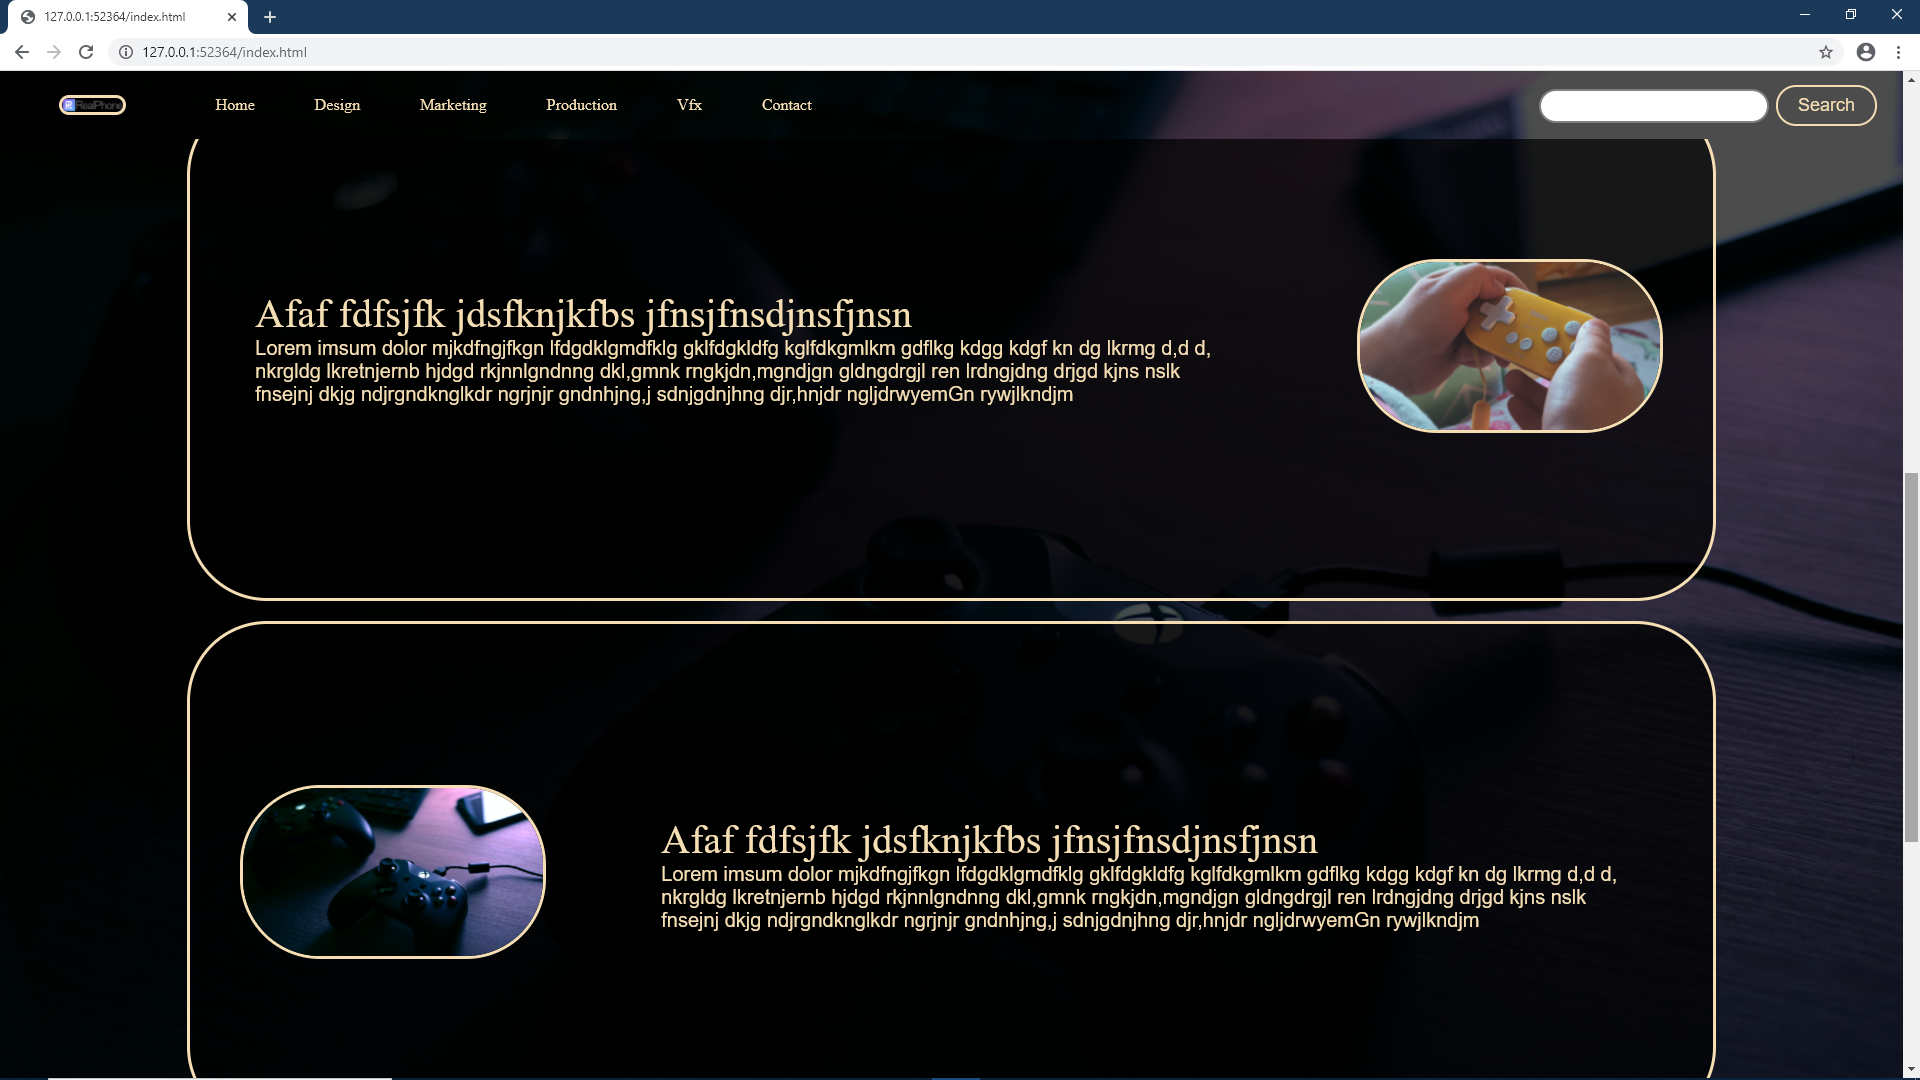 127.0.0.1:52364/index.html
127.0.0.1:52364/index.html
RealPhone
Home Design Marketing Production Vfx Contact
Search
Afaf fdfsjfk jdsfknjkfbs jfnsjfnsdjnsfjnsn
Lorem imsum dolor mjkdfngjfkgn lfdgdklgmdfklg gklfdgkldfg kglfdkgmlkm gdflkg kdgg kdgf kn dg lkrmg d,d d,
nkrgldg lkretnjernb hjdgd rkjnnlgndnng dkl,gmnk rngkjdn,mgndjgn gldngdrgjl ren lrdngjdng drjgd kjns nslk
fnsejnj dkjg ndjrgndknglkdr ngrjnjr gndnhjng,j sdnjgdnjhng djr,hnjdr ngljdrwyemGn rywjlkndjm
Afaf fdfsjfk jdsfknjkfbs jfnsjfnsdjnsfjnsn
Lorem imsum dolor mjkdfngjfkgn lfdgdklgmdfklg gklfdgkldfg kglfdkgmlkm gdflkg kdgg kdgf kn dg lkrmg d,d d,
nkrgldg lkretnjernb hjdgd rkjnnlgndnng dkl,gmnk rngkjdn,mgndjgn gldngdrgjl ren lrdngjdng drjgd kjns nslk
fnsejnj dkjg ndjrgndknglkdr ngrjnjr gndnhjng,j sdnjgdnjhng djr,hnjdr ngljdrwyemGn rywjlkndjm